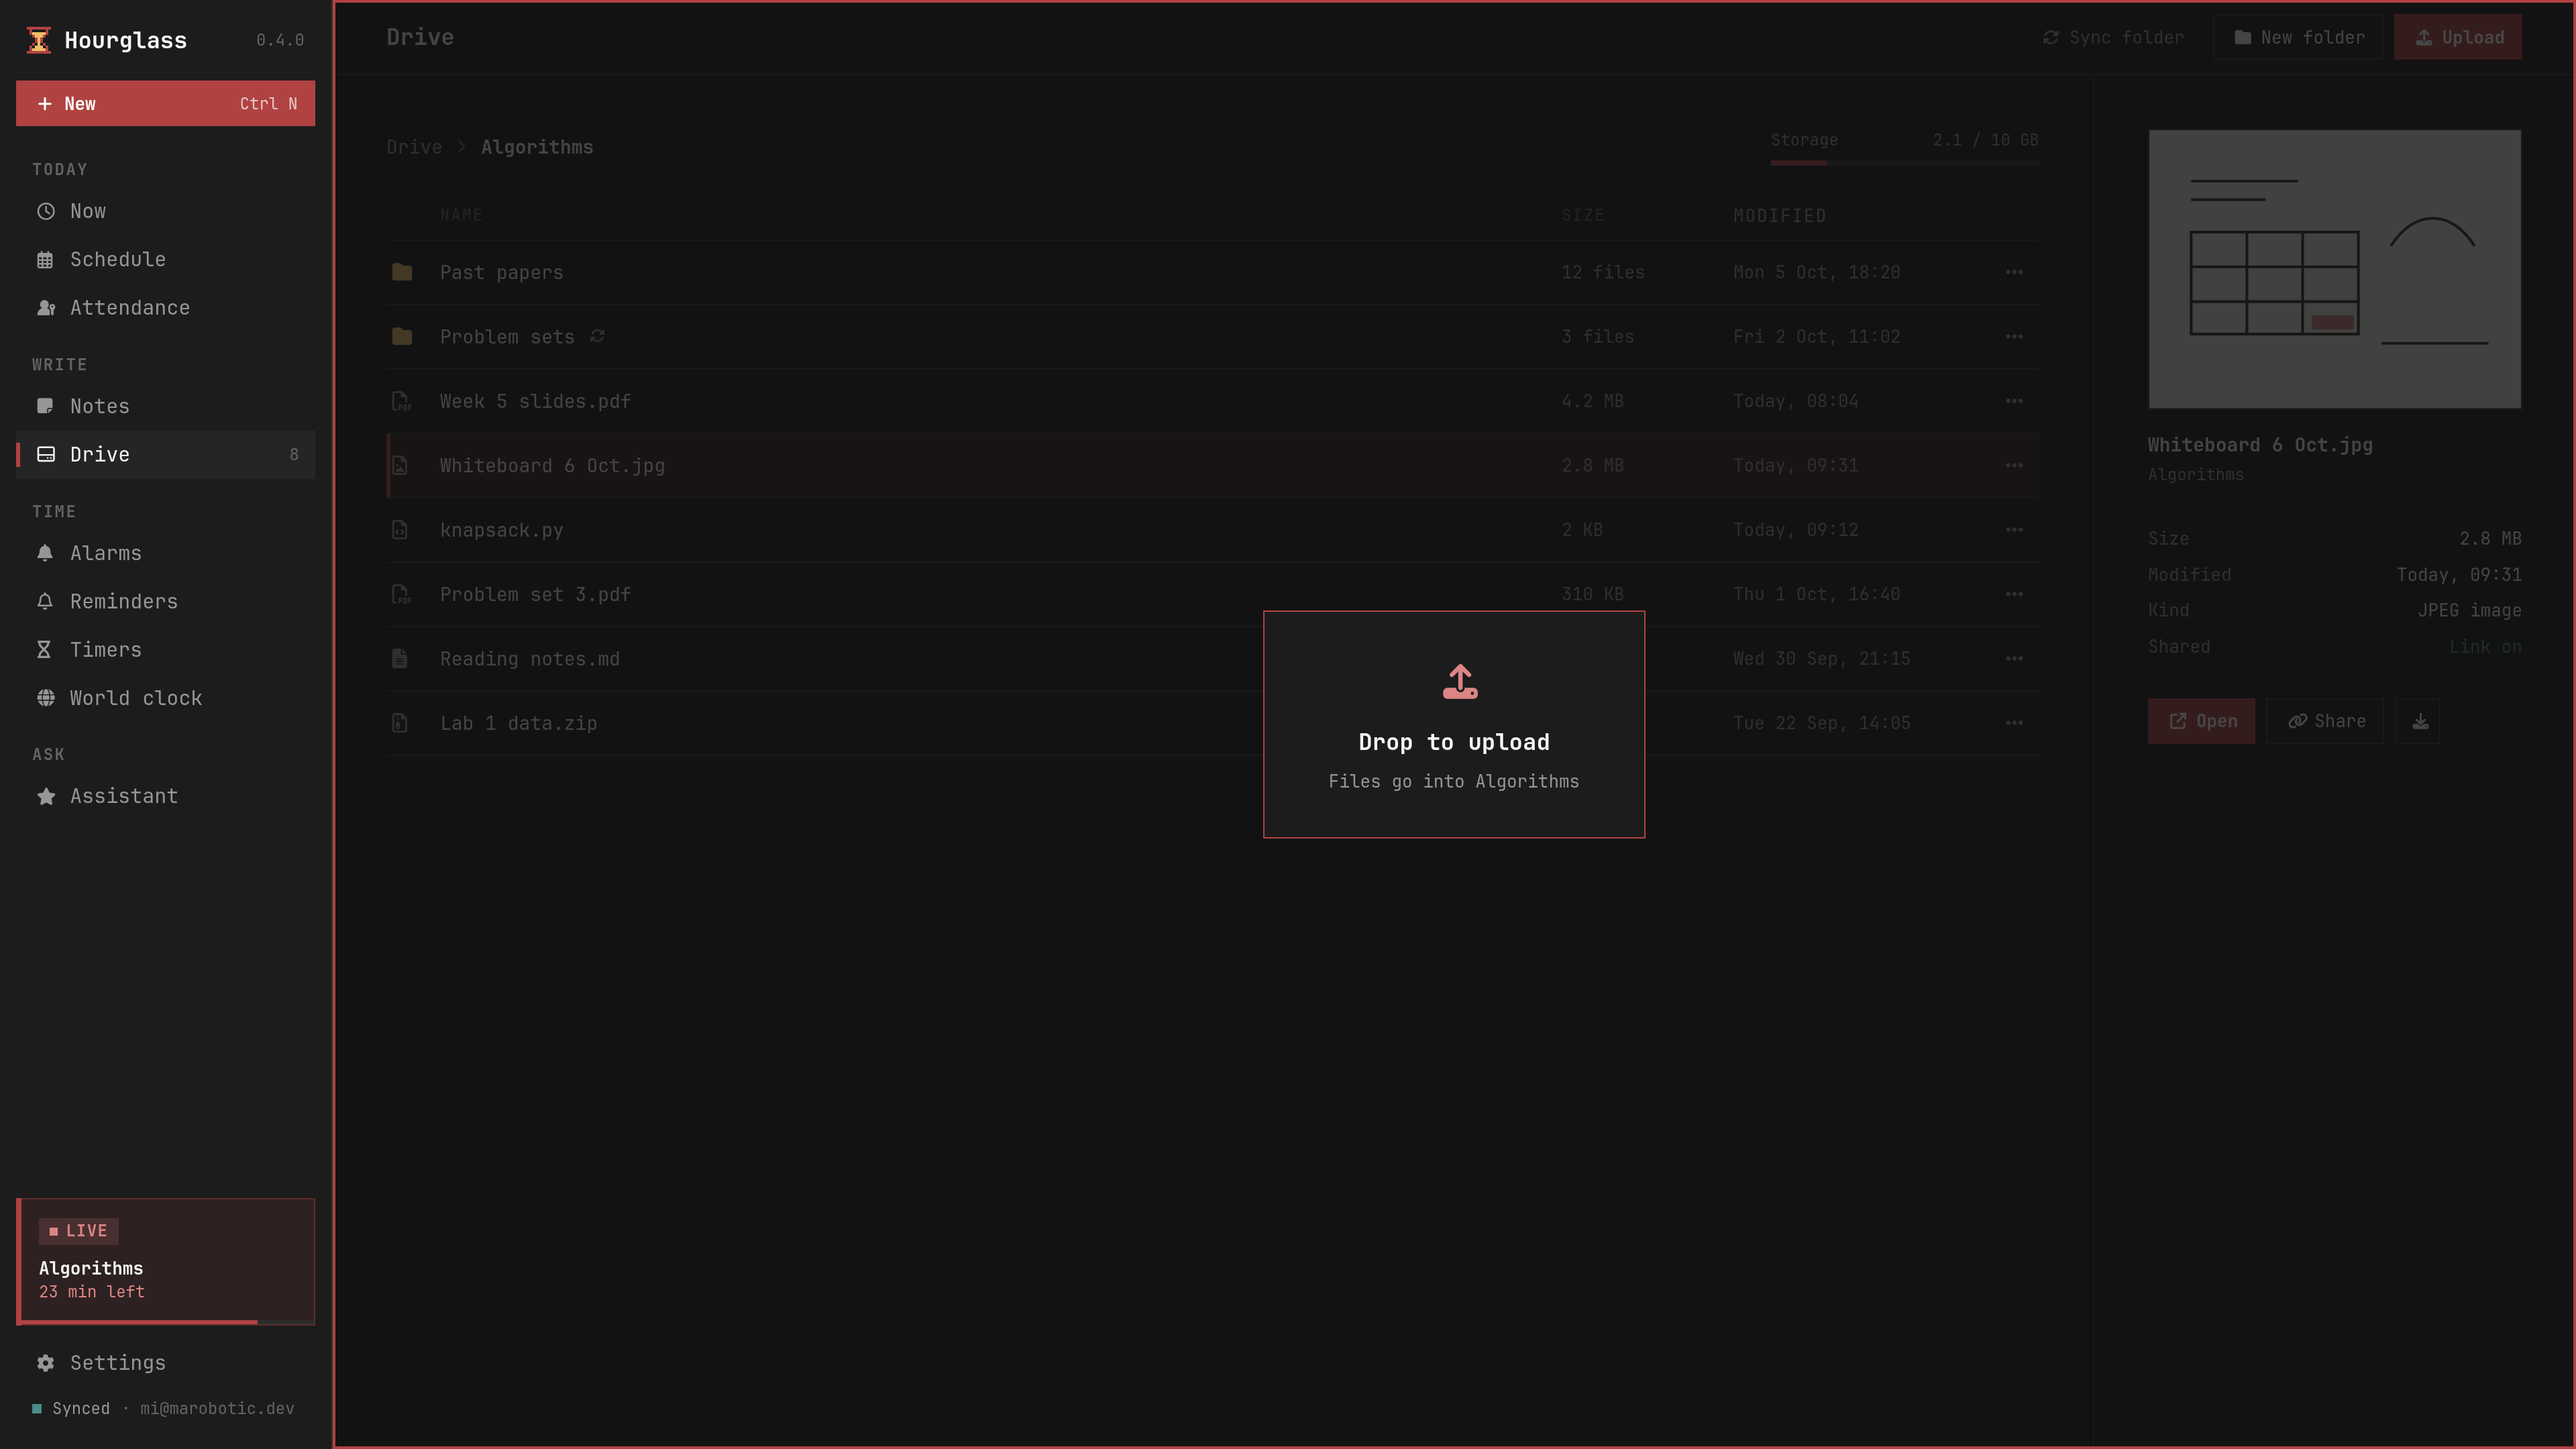 Hourglass 0.4.0
New Ctrl N
TODAY
Now
Schedule
Attendance
WRITE
Notes
Drive 8
TIME
Alarms
Reminders
Timers
World clock
ASK
Assistant
LIVE
Algorithms
23 min left
Settings
Synced · mi@marobotic.dev
Drive Sync folder New folder Upload
Drive > Algorithms Storage 2.1 / 10 GB
NAME SIZE MODIFIED
Past papers 12 files Mon 5 Oct, 18:20
Problem sets 3 files Fri 2 Oct, 11:02
Week 5 slides.pdf 4.2 MB Today, 08:04
Whiteboard 6 Oct.jpg 2.8 MB Today, 09:31
knapsack.py 2 KB Today, 09:12
Problem set 3.pdf 310 KB Thu 1 Oct, 16:40
Reading notes.md Wed 30 Sep, 21:15
Lab 1 data.zip Tue 22 Sep, 14:05
Drop to upload
Files go into Algorithms
Whiteboard 6 Oct.jpg
Algorithms
Size 2.8 MB
Modified Today, 09:31
Kind JPEG image
Shared Link on
Open Share